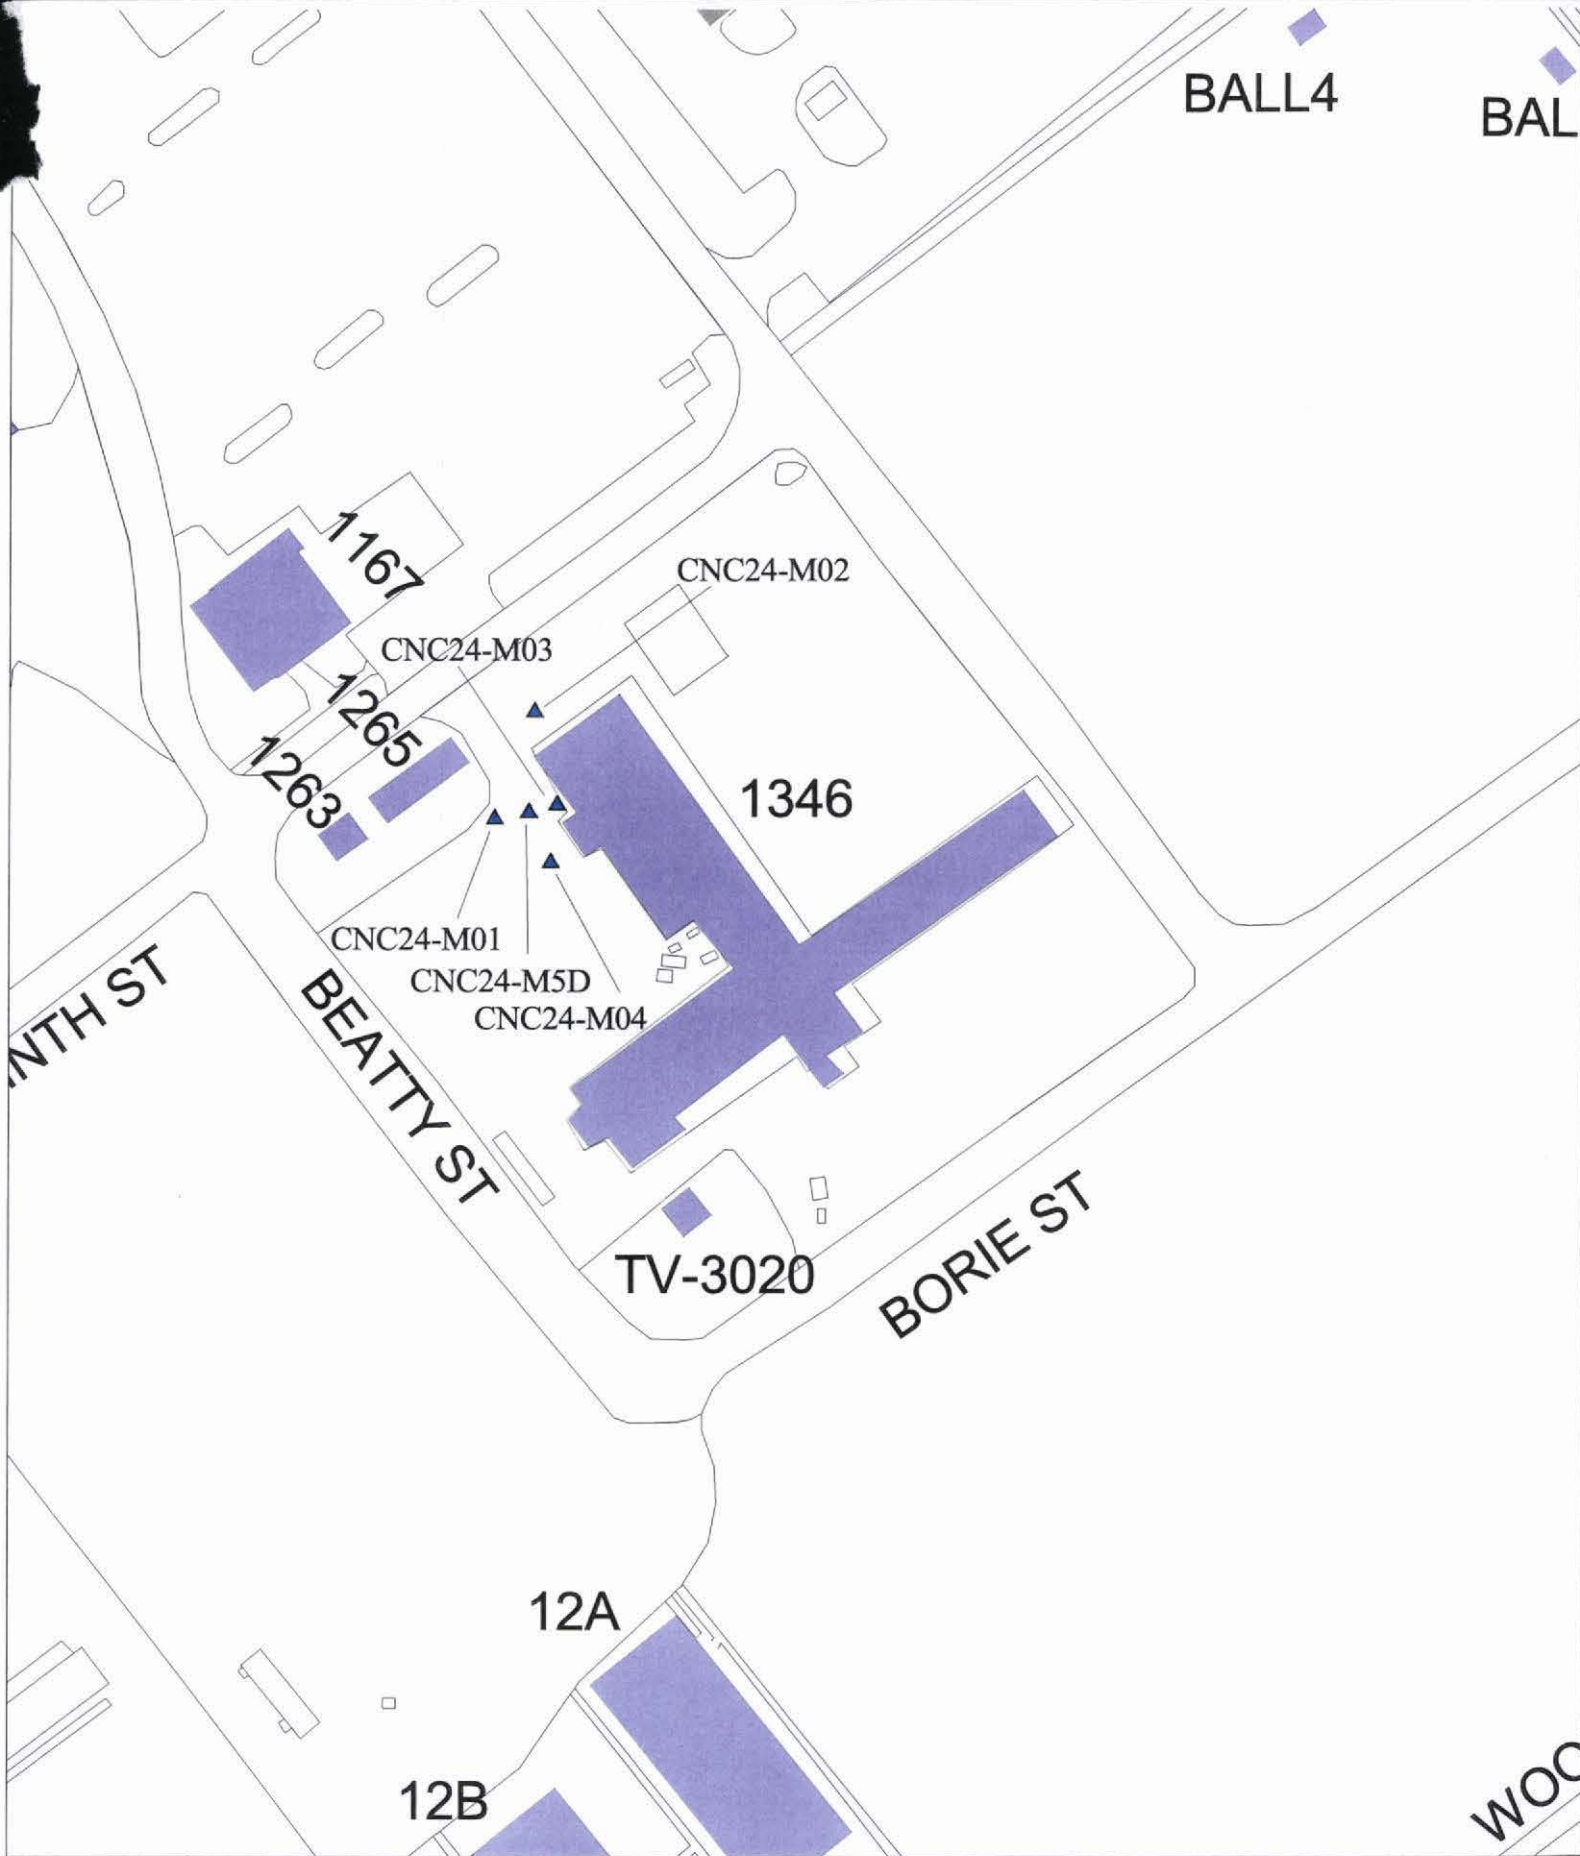 BALL4
BAL
1167
CNC24-M02
CNC24-M03
1265
1263
1346
CNC24-M01
CNC24-M5D
CNC24-M04
NTH ST
BEATTY ST
TV-3020
BORIE ST
12A
12B
WOO